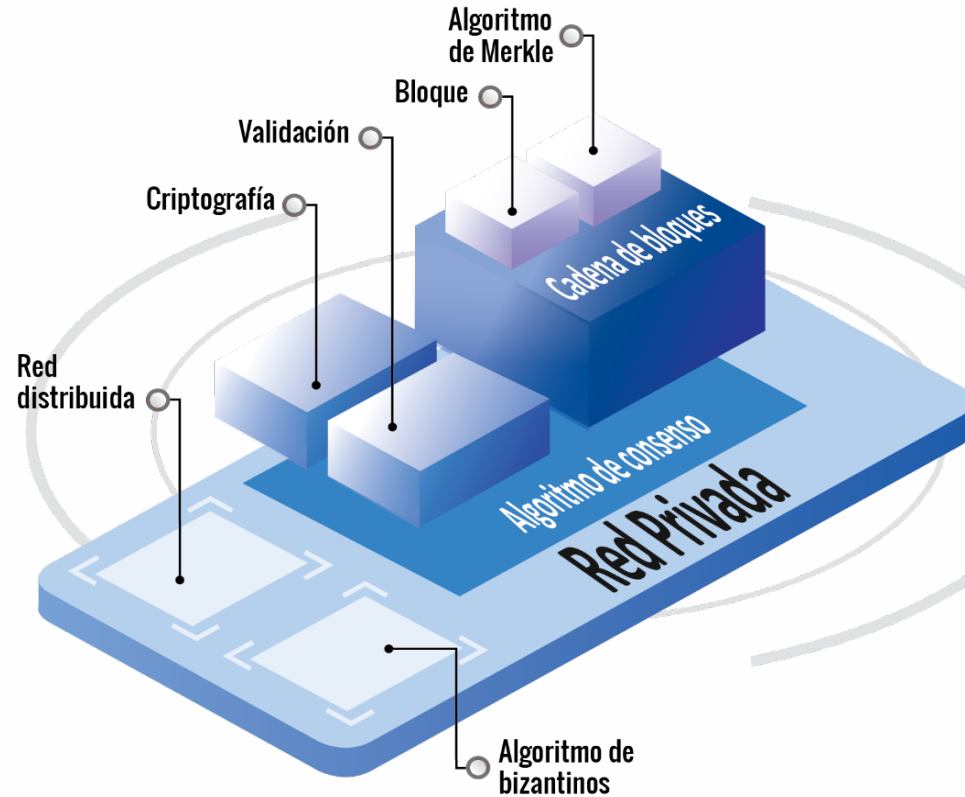 Algoritmo
de Merkle
Bloque
Validación
Criptografía
Cadena de bloques
Red
distribuida
Algoritmo de consenso
Red Privada
Algoritmo de
bizantinos